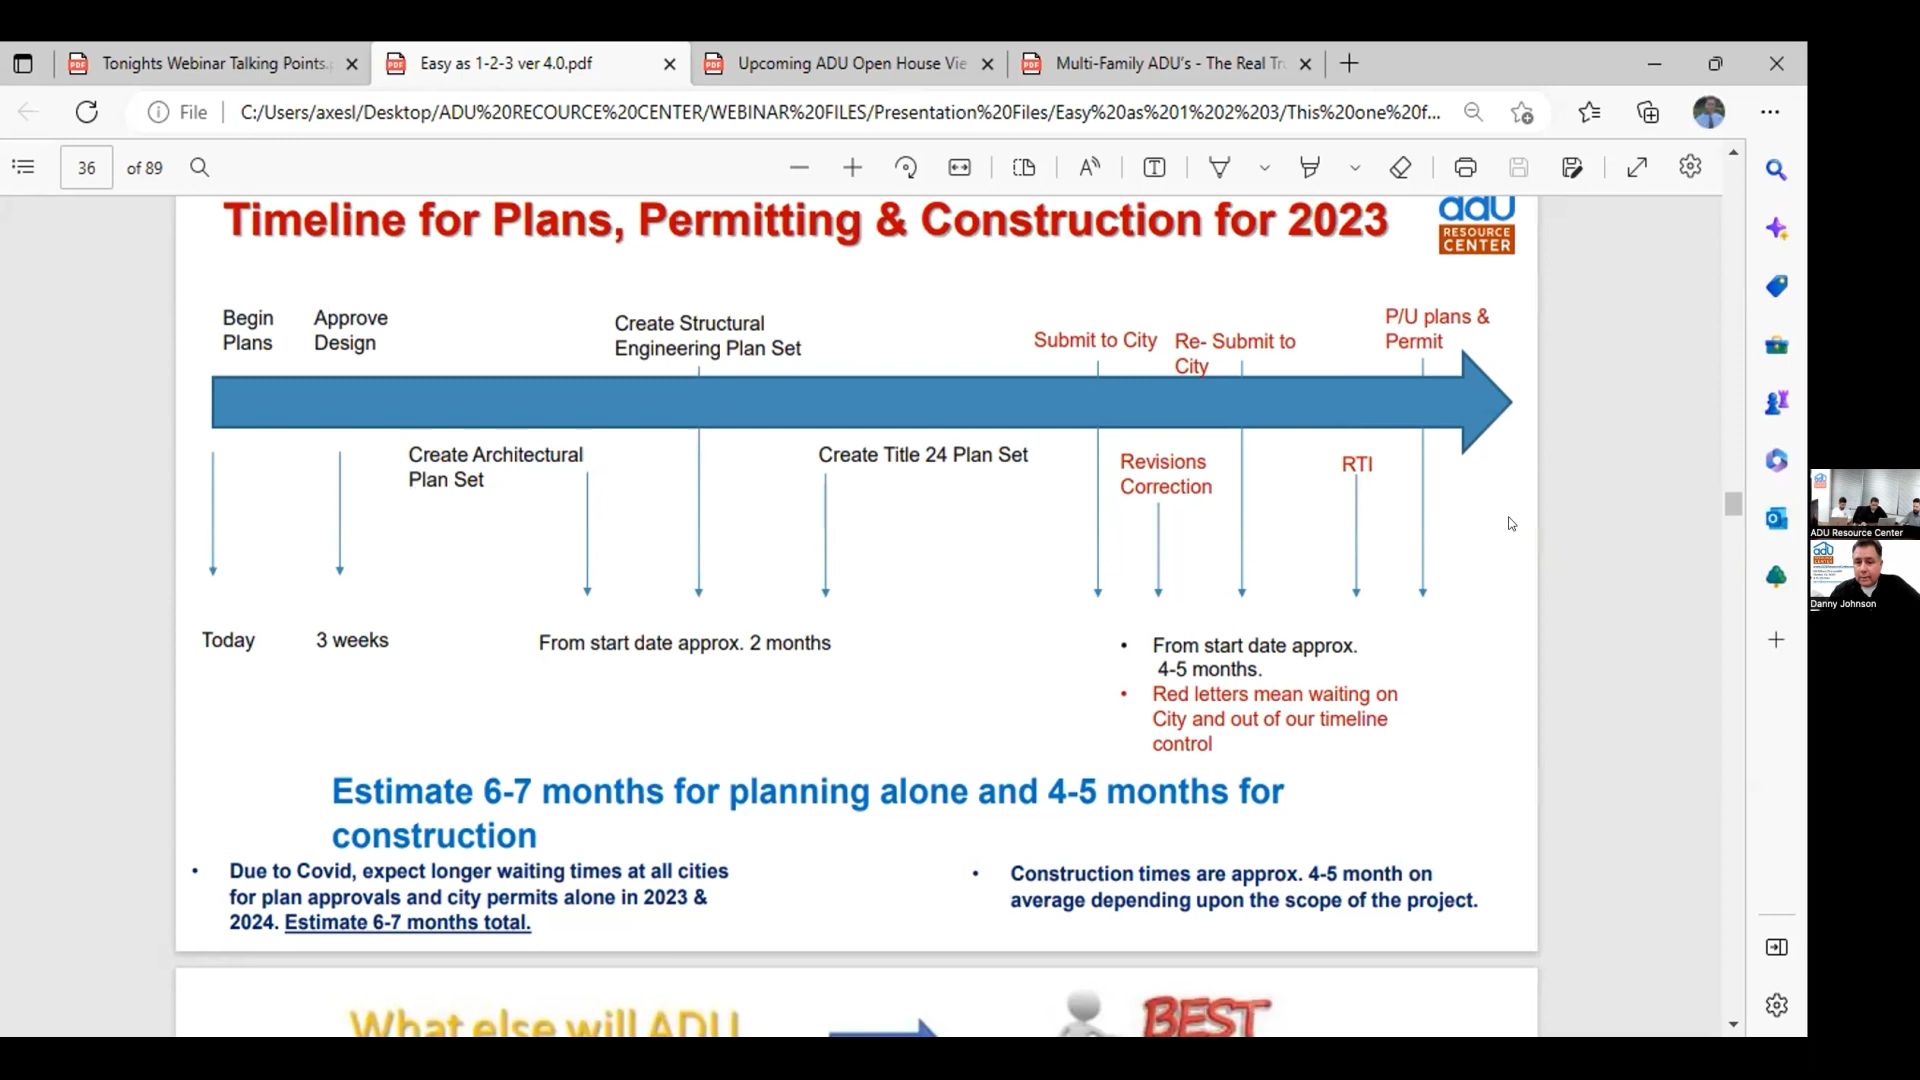 Tonights Webinar Talking Points.
Easy as 1-2-3 ver 4.0.pdf
Upcoming ADU Open House Vie
Multi-Family ADU's - The Real Tr
File
C:/Users/axesl/Desktop/ADU%20RECOURCE%20CENTER/WEBINAR%20FILES/Presentation%20Files/Easy%20as%201%202%203/This%20one%20f...
36
of 89
Timeline for Plans, Permitting & Construction for 2023
adu
RESOURCE
CENTER
Begin
Plans
Approve
Design
Create Structural
Engineering Plan Set
Submit to City
Re- Submit to
City
P/U plans &
Permit
Create Architectural
Plan Set
Create Title 24 Plan Set
Revisions
Correction
RTI
Today
3 weeks
From start date approx. 2 months
• From start date approx.
4-5 months.
• Red letters mean waiting on
City and out of our timeline
control
Estimate 6-7 months for planning alone and 4-5 months for
construction
• Due to Covid, expect longer waiting times at all cities
for plan approvals and city permits alone in 2023 &
2024. Estimate 6-7 months total.
• Construction times are approx. 4-5 month on
average depending upon the scope of the project.
What else will ADU
BEST
ADU Resource Center
Danny Johnson